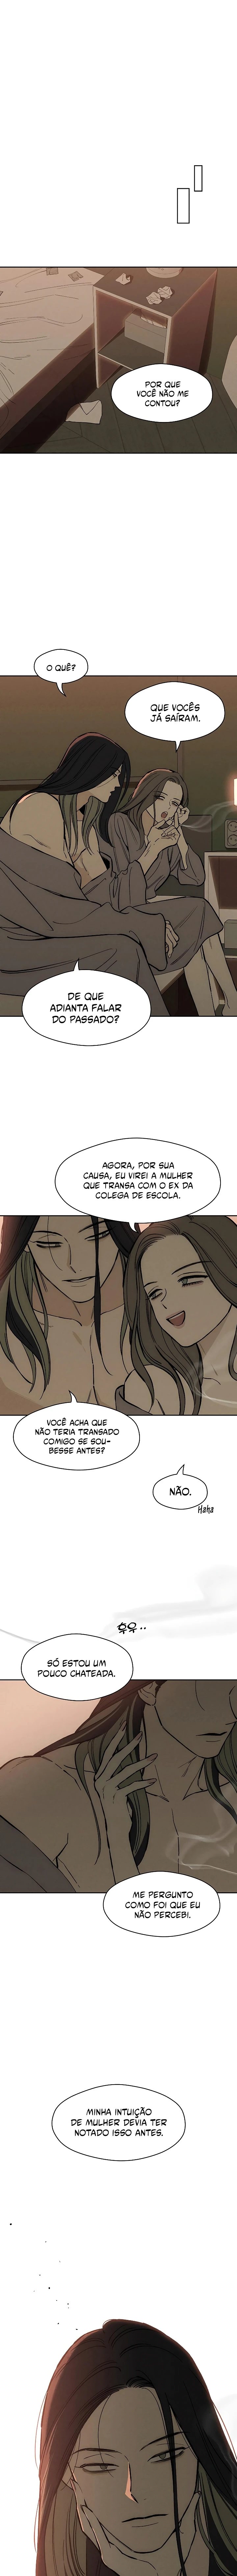 POR QUE
VOCÊ NÃO ME
CONTOU?
O QUÊ?
QUE VOCÊS
JÁ SAÍRAM.
DE QUE
ADIANTA FALAR
DO PASSADO?
AGORA, POR SUA
CAUSA, EU VIREI A MULHER
QUE TRANSA COM O EX DA
COLEGA DE ESCOLA.
VOCÊ ACHA QUE
NÃO TERIA TRANSADO
COMIGO SE SOU-
BESSE ANTES?
NÃO.
Haha
SÓ ESTOU UM
POUCO CHATEADA.
ME PERGUNTO
COMO FOI QUE EU
NÃO PERCEBI.
MINHA INTUIÇÃO
DE MULHER DEVIA TER
NOTADO ISSO ANTES.